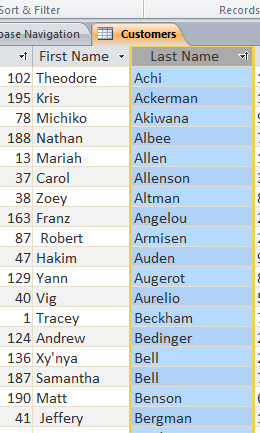 Sort & Filter Records
base Navigation Customers
First Name Last Name
102 Theodore Achi
195 Kris Ackerman
78 Michiko Akiwana
188 Nathan Albee
13 Mariah Allen
37 Carol Allenson
38 Zoey Altman
163 Franz Angelou
87 Robert Armisen
47 Hakim Auden
129 Yann Augerot
40 Vig Aurelio
1 Tracey Beckham
124 Andrew Bedinger
136 Xy'nya Bell
187 Samantha Bell
190 Matt Benson
41 Jeffery Bergman